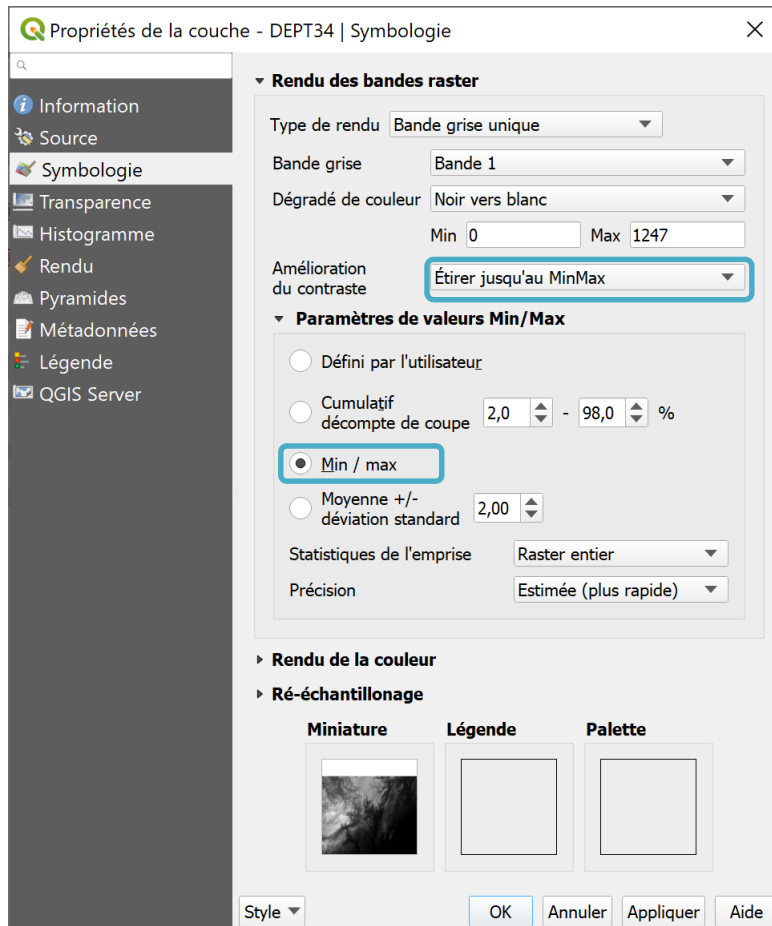 Propriétés de la couche - DEPT34 | Symbologie
Information
Source
Symbologie
Transparence
Histogramme
Rendu
Pyramides
Métadonnées
Légende
QGIS Server
Rendu des bandes raster
Type de rendu Bande grise unique
Bande grise Bande 1
Dégradé de couleur Noir vers blanc
Min 0 Max 1247
Amélioration
du contraste
Étirer jusqu'au MinMax
Paramètres de valeurs Min/Max
Défini par l'utilisateur
Cumulatif
décompte de coupe
2,0 - 98,0 %
Min / max
Moyenne +/-
déviation standard
2,00
Statistiques de l'emprise Raster entier
Précision Estimée (plus rapide)
Rendu de la couleur
Ré-échantillonage
Miniature Légende Palette
Style OK Annuler Appliquer Aide